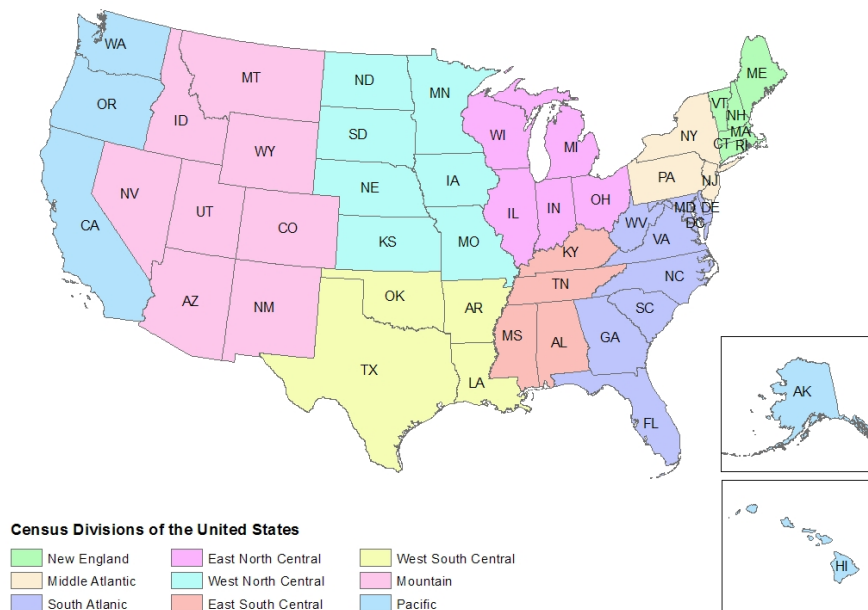 WA
MT
ND
MN
ME
OR
ID
SD
WI
MI
VT
NH
NY
MA
CT
RI
WY
NE
IA
PA
NJ
NV
UT
CO
KS
MO
IL
IN
OH
MD
DE
DC
WV
VA
CA
KY
AZ
NM
OK
AR
TN
NC
SC
MS
AL
GA
TX
LA
FL
AK
HI
Census Divisions of the United States
New England
East North Central
West South Central
Middle Atlantic
West North Central
Mountain
South Atlanic
East South Central
Pacific